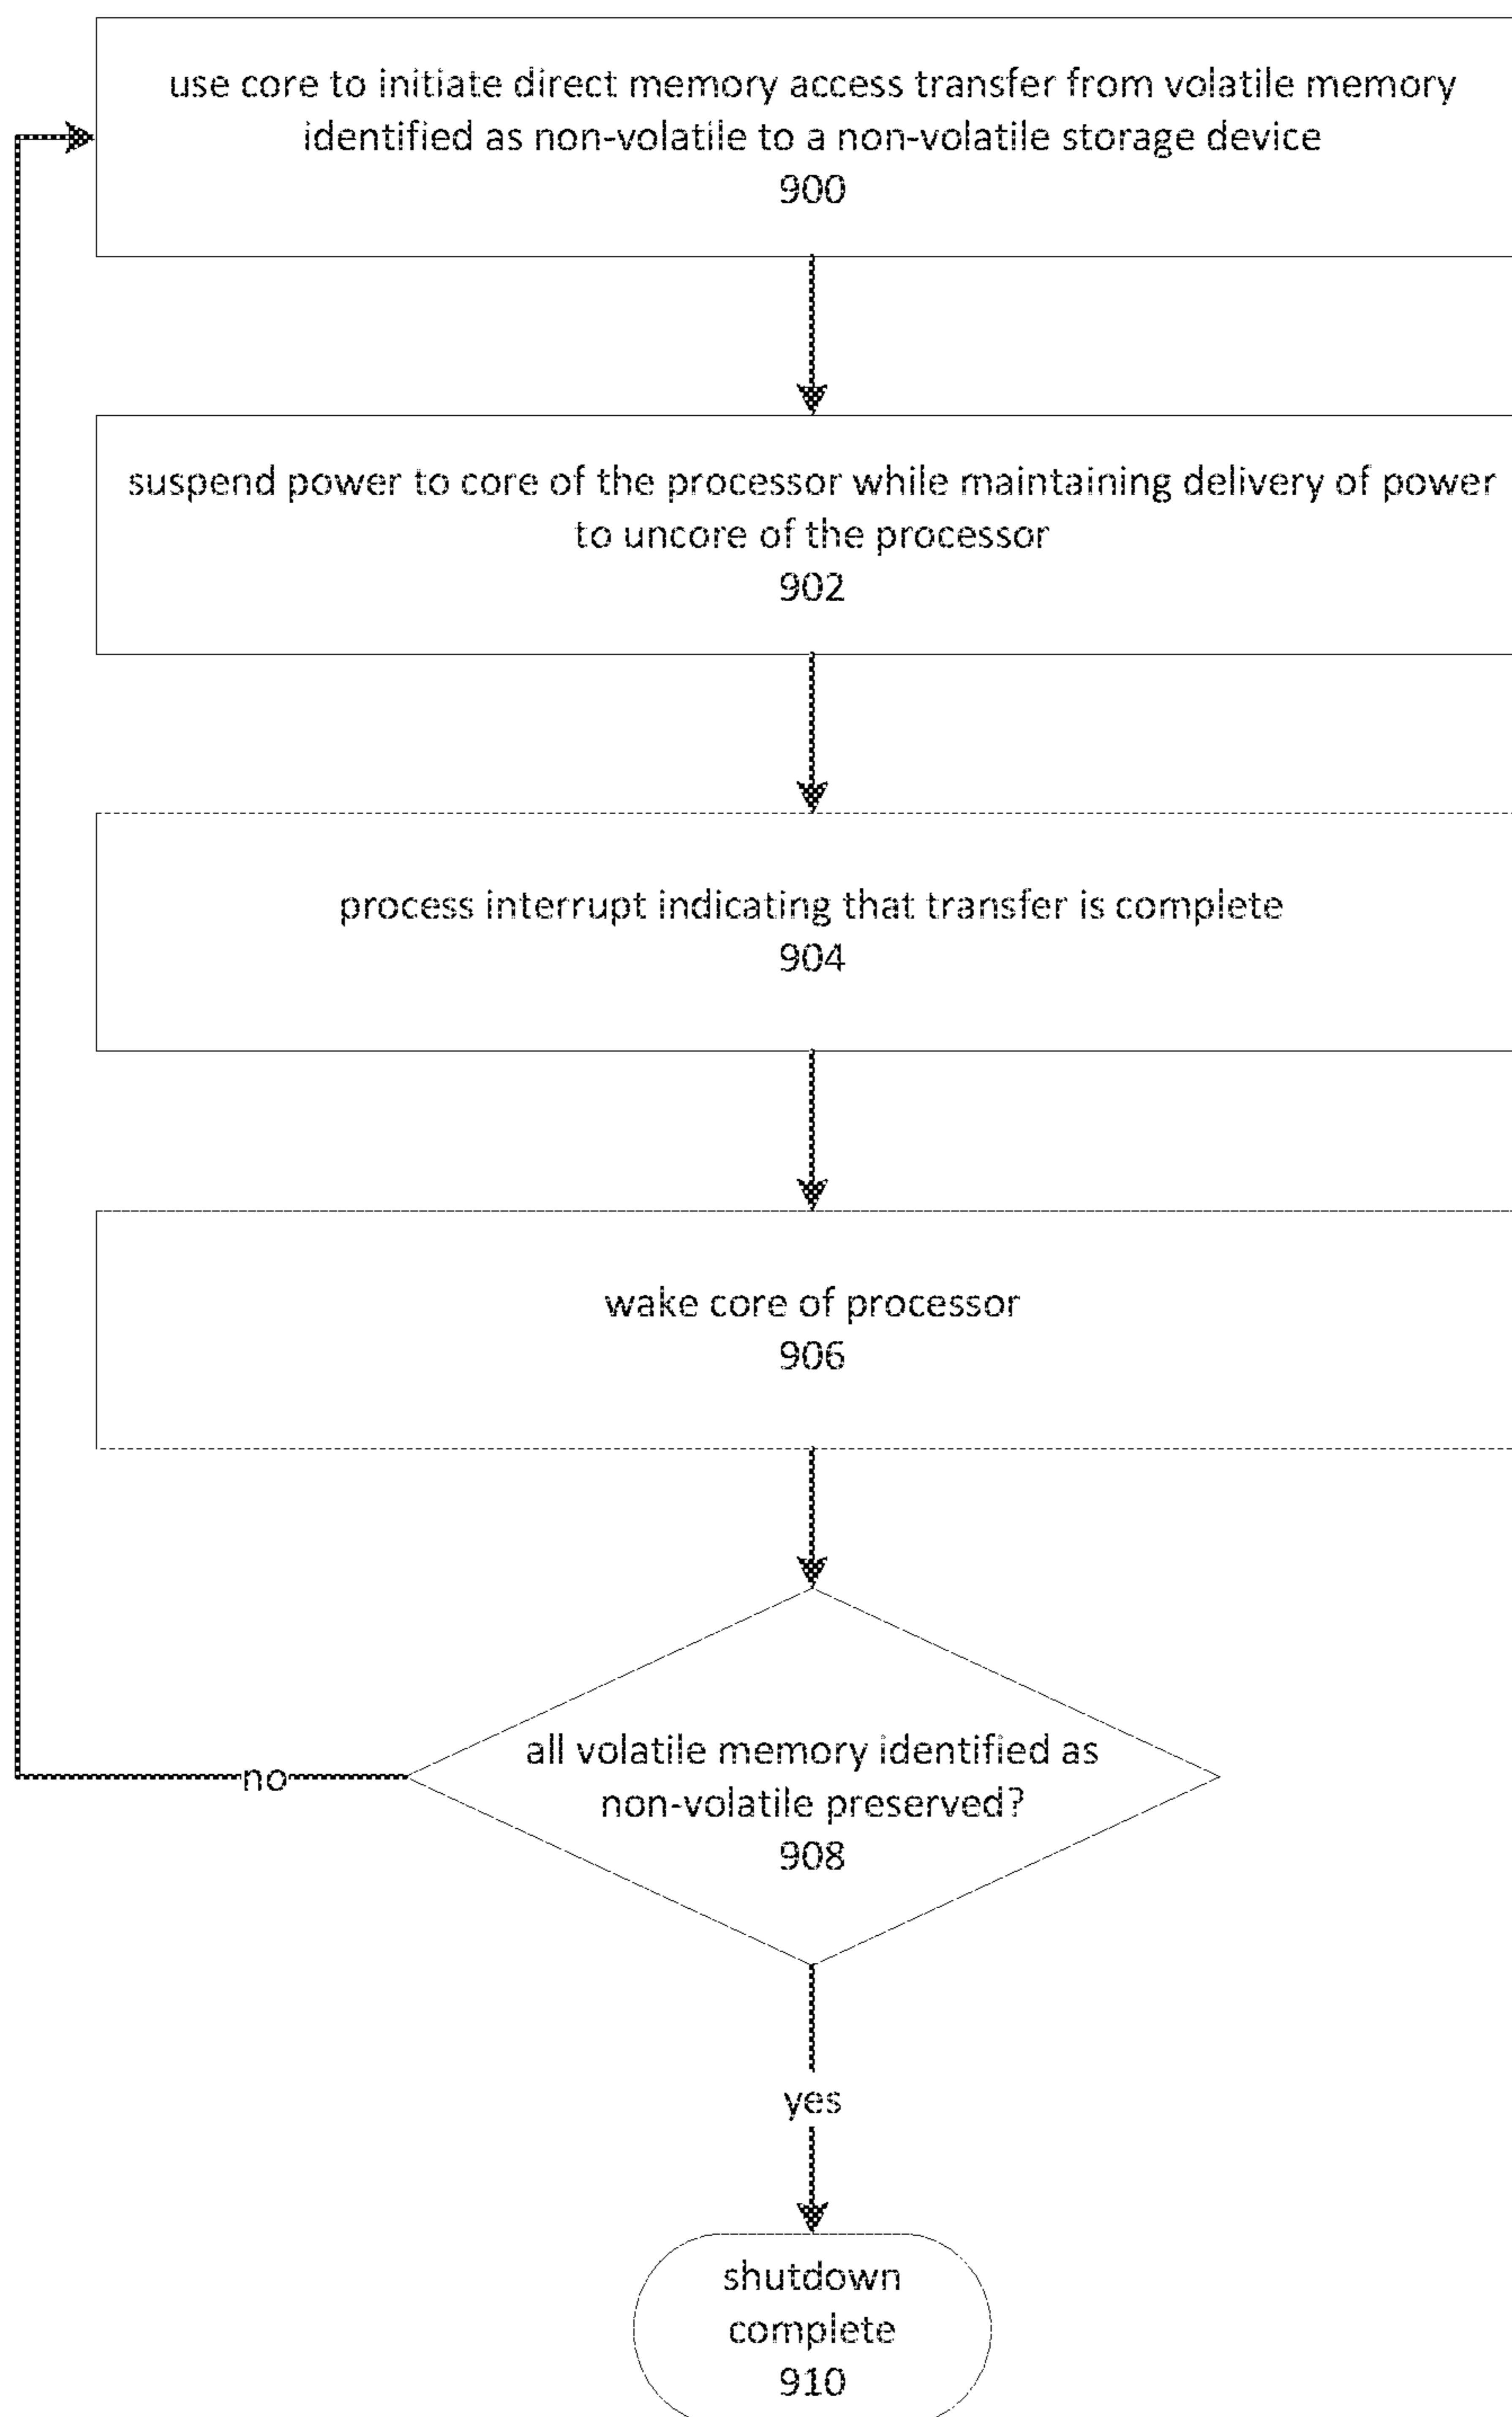 use core to initiate direct memory access transfer from volatile memory
identified as non-volatile to a non-volatile storage device
900
suspend power to core of the processor while maintaining delivery of power
to uncore of the processor
902
process interrupt indicating that transfer is complete
904
wake core of processor
906
all volatile memory identified as
non-volatile preserved?
908
no
yes
shutdown
complete
910